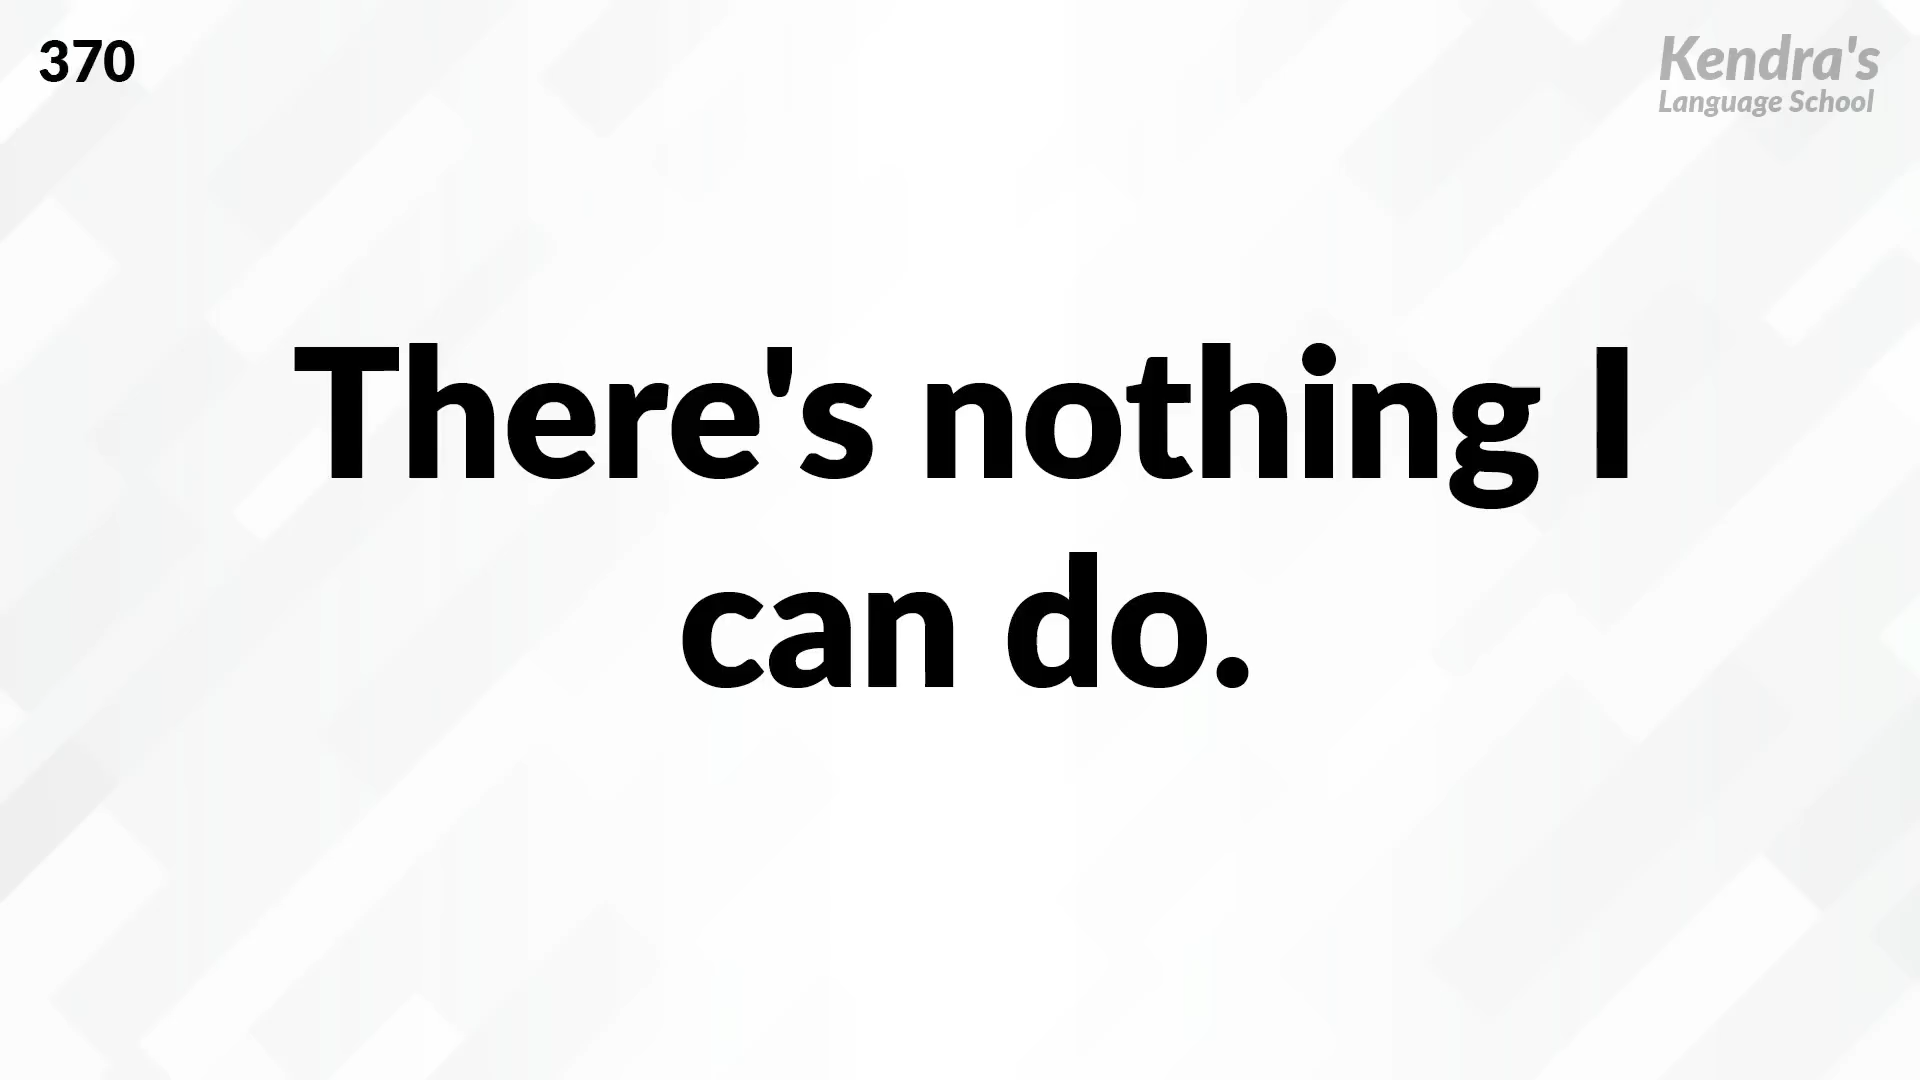 370
Kendra's
Language School
There's nothing I
can do.